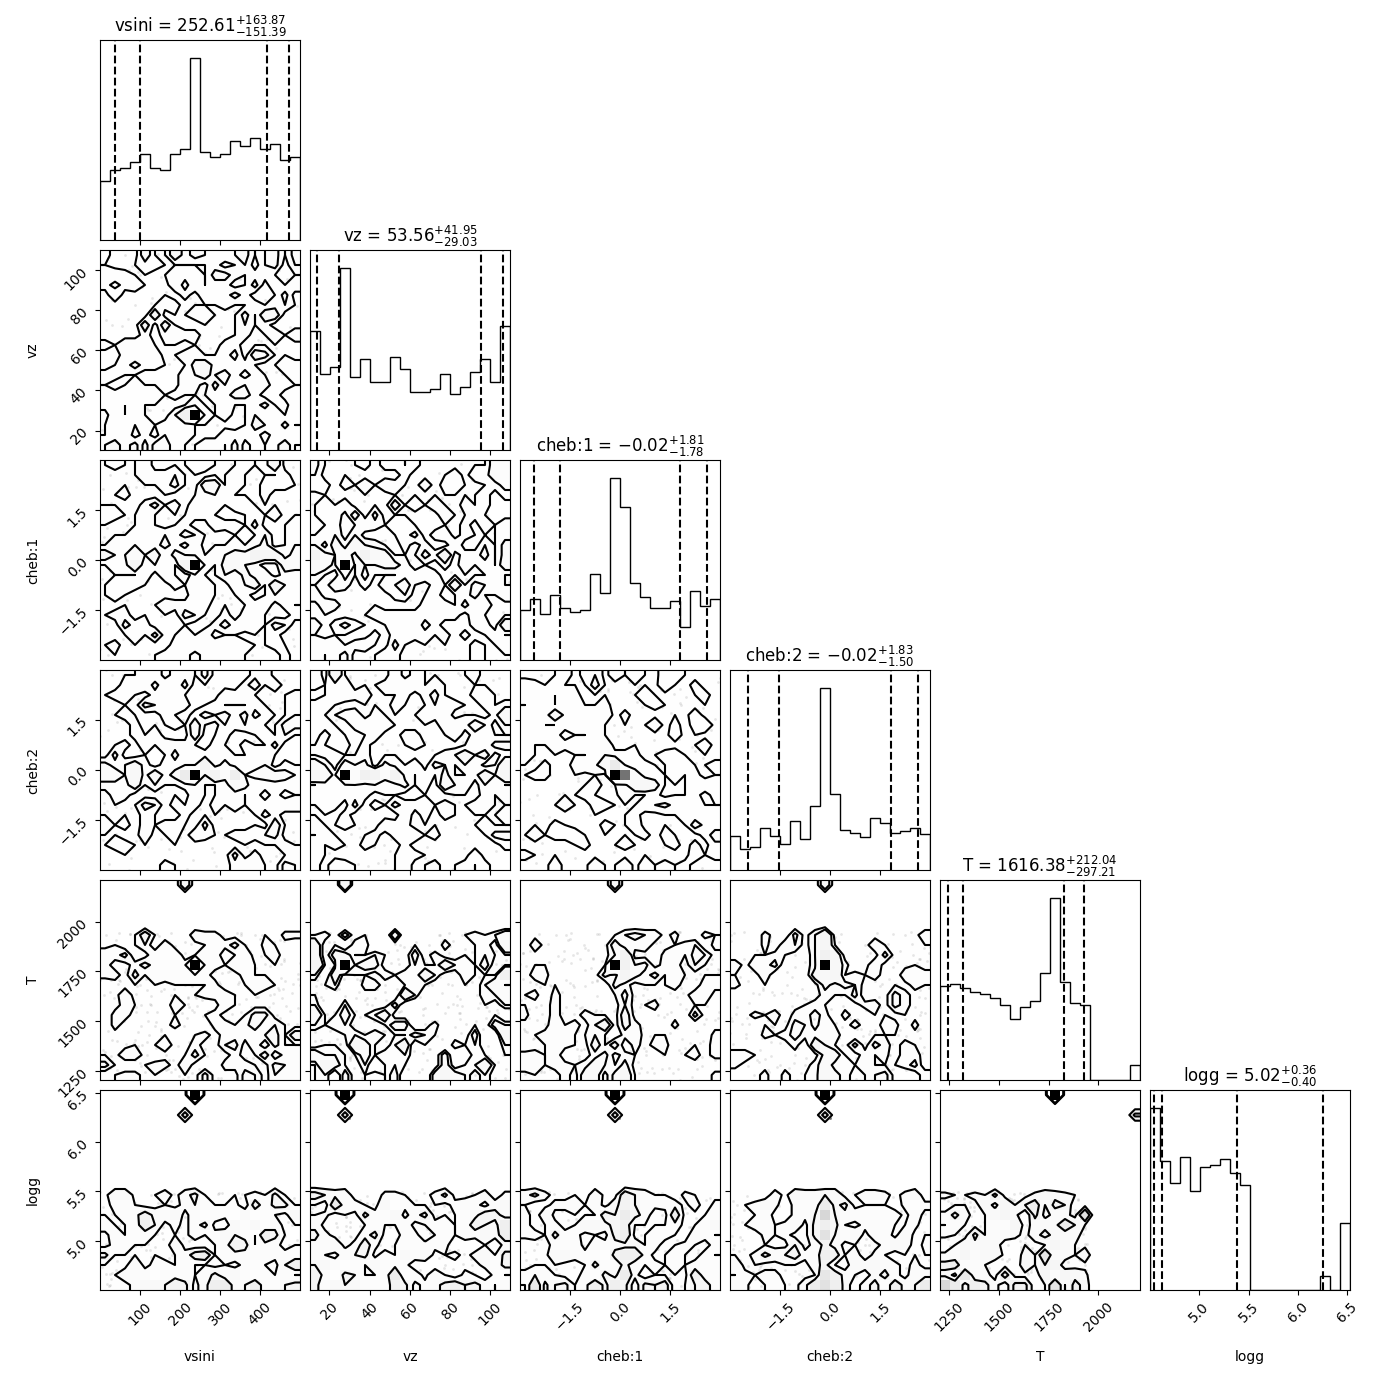 vsini = 252.61+163.87−151.39
vz = 53.56+41.95−29.03
100
80
60
40
20
vz
cheb:1 = −0.02+1.81−1.78
1.5
0.0
−1.5
cheb:1
cheb:2 = −0.02+1.83−1.50
1.5
0.0
−1.5
cheb:2
T = 1616.38+212.04−297.21
2000
1750
1500
1250
T
logg = 5.02+0.36−0.40
6.5
6.0
5.5
5.0
logg
100 200 300 400 20 40 60 80 100 −1.5 0.0 1.5 −1.5 0.0 1.5 1250 1500 1750 2000 5.0 5.5 6.0 6.5
vsini vz cheb:1 cheb:2 T logg